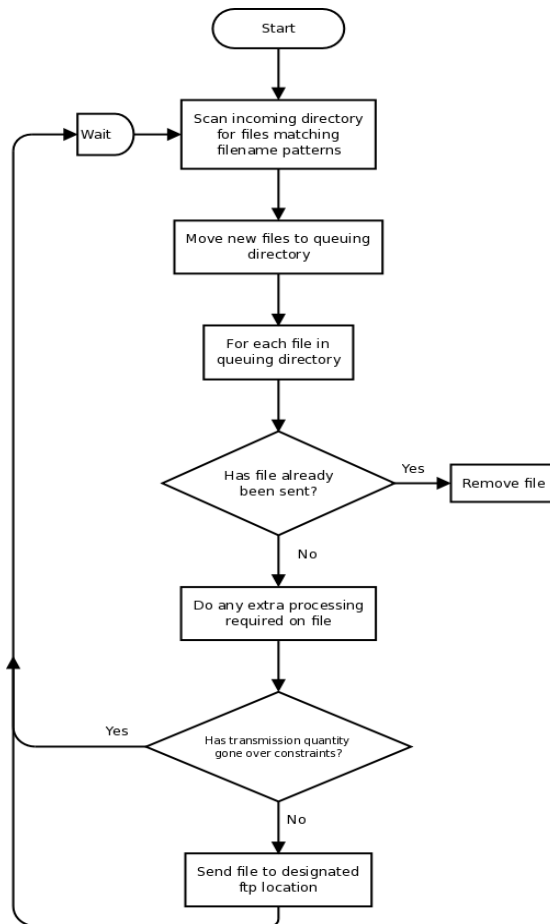 Start
Wait
Scan incoming directory
for files matching
filename patterns
Move new files to queuing
directory
For each file in
queuing directory
Has file already
been sent?
Yes
Remove file
No
Do any extra processing
required on file
Has transmission quantity
gone over constraints?
Yes
No
Send file to designated
ftp location